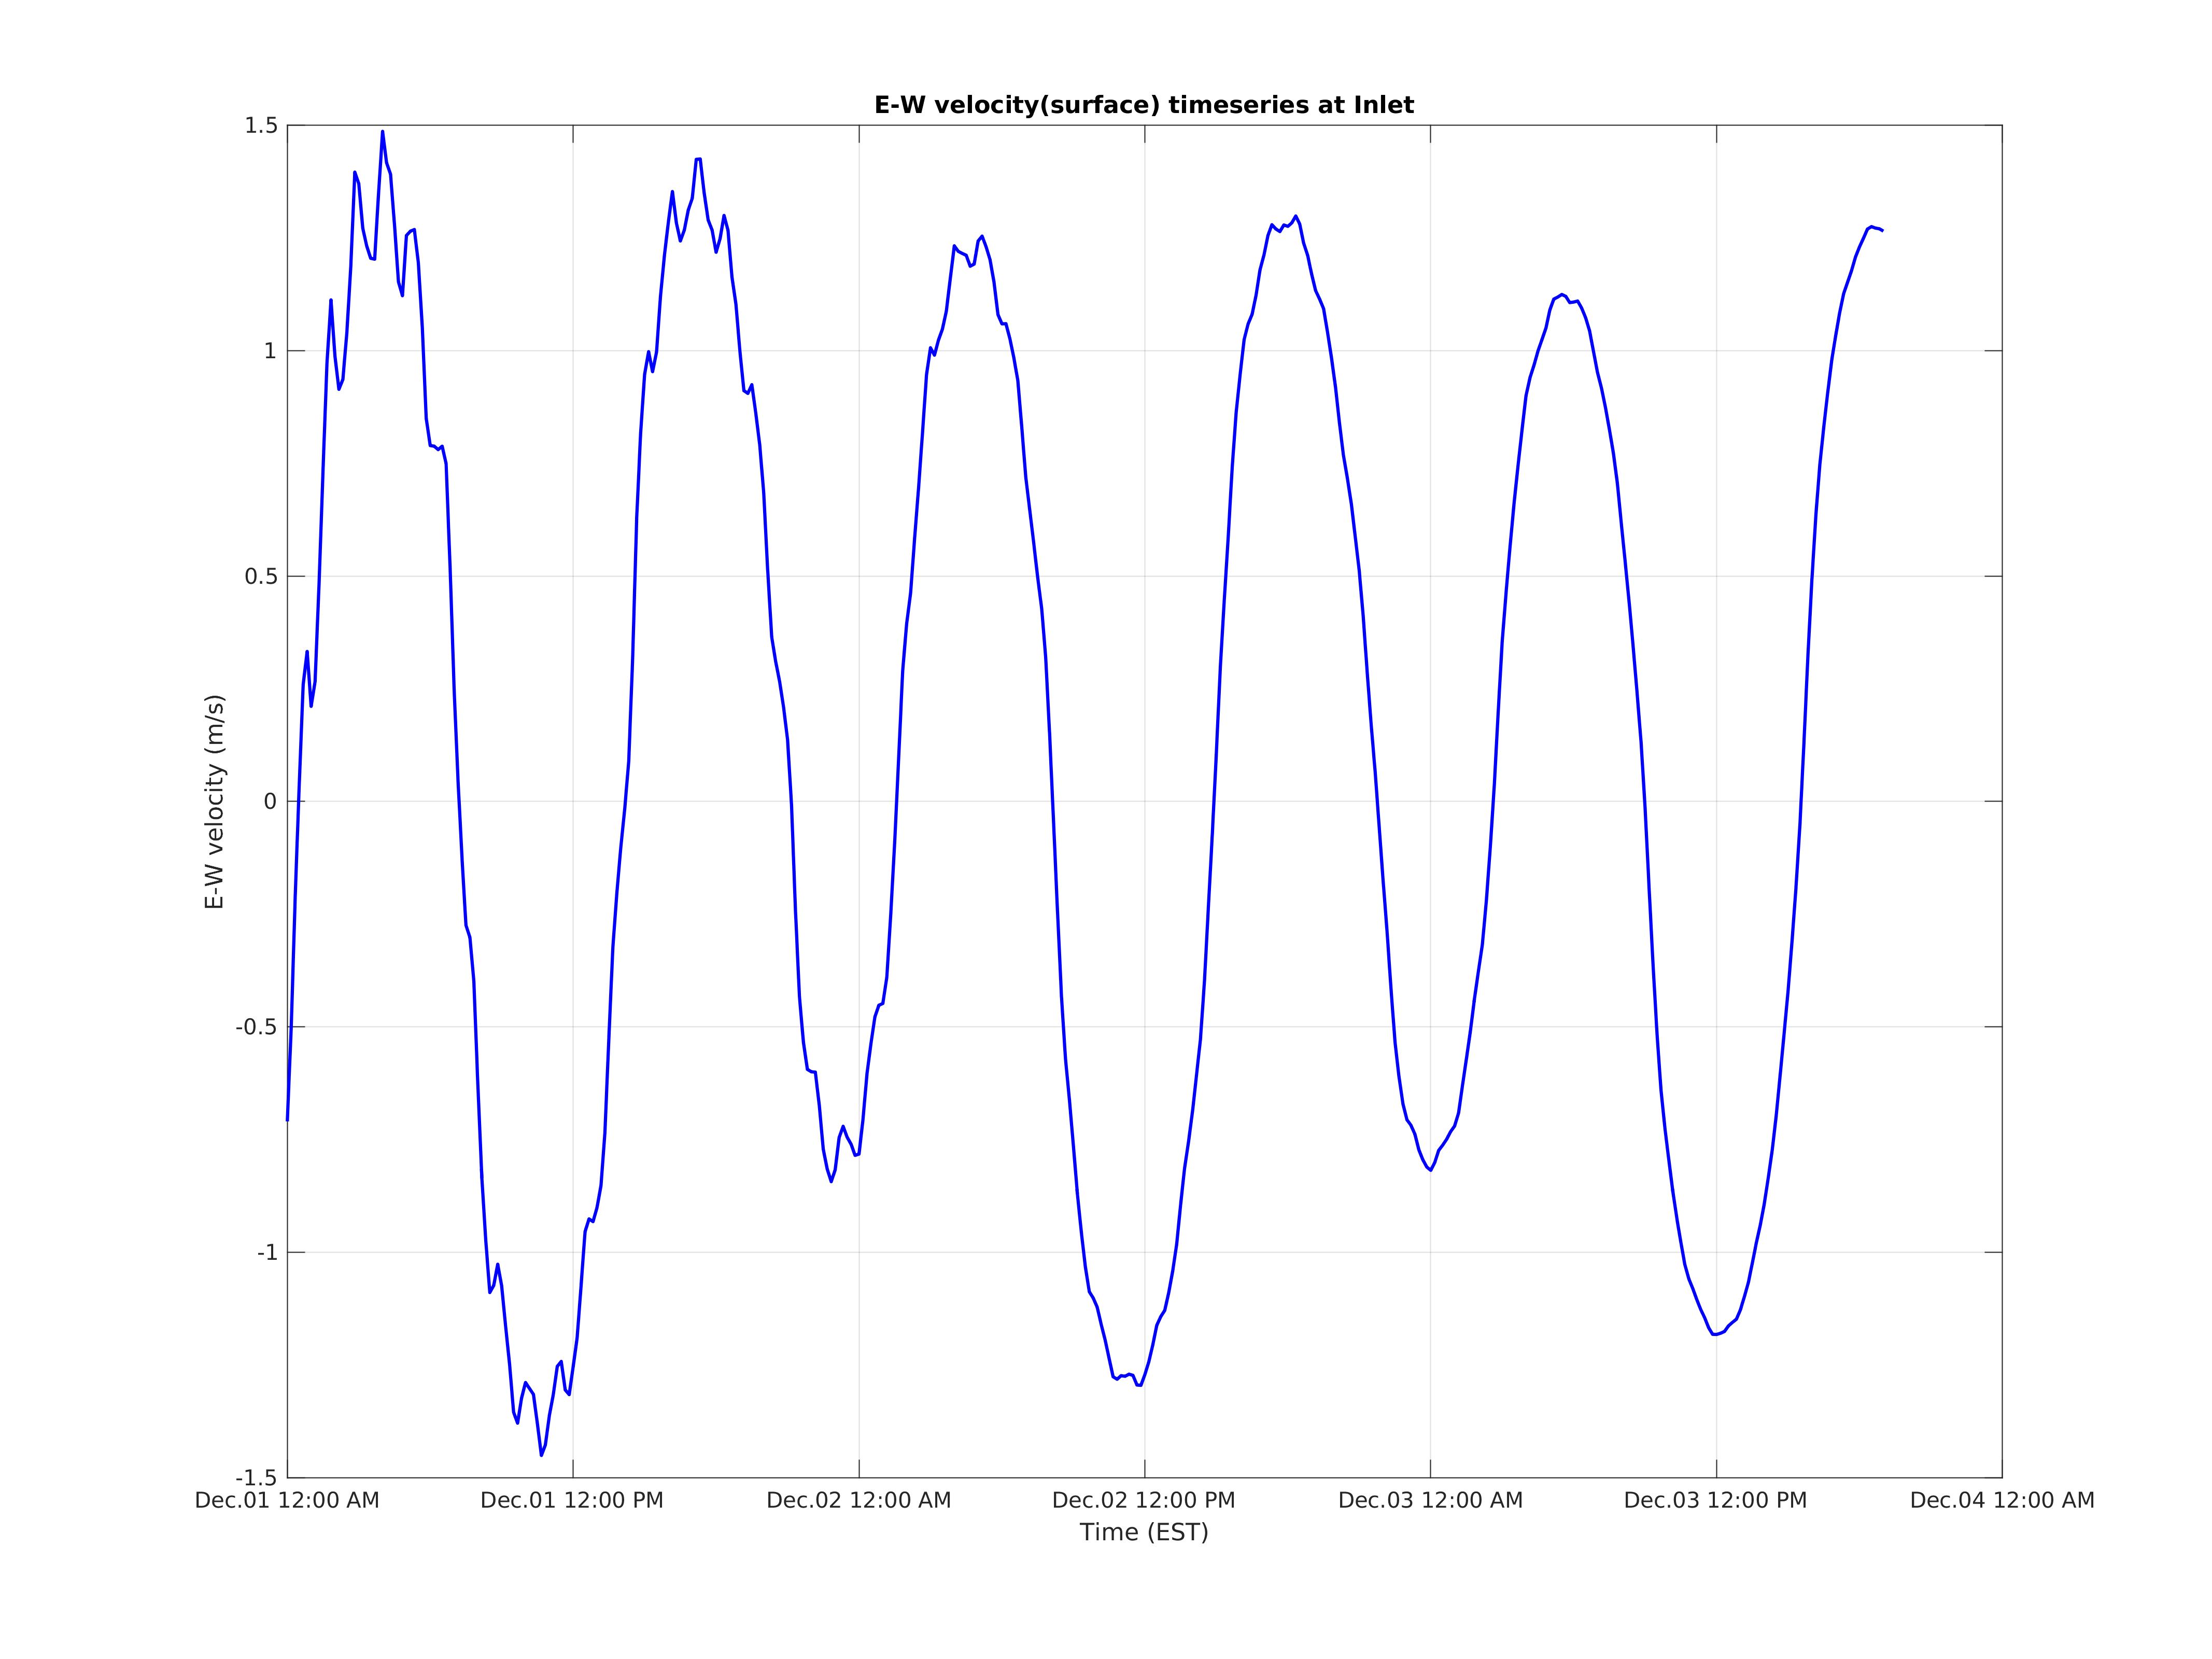 E-W velocity(surface) timeseries at Inlet
1.5
1
0.5
0
-0.5
-1
-1.5
E-W velocity (m/s)
Dec.01 12:00 AM Dec.01 12:00 PM Dec.02 12:00 AM Dec.02 12:00 PM Dec.03 12:00 AM Dec.03 12:00 PM Dec.04 12:00 AM
Time (EST)